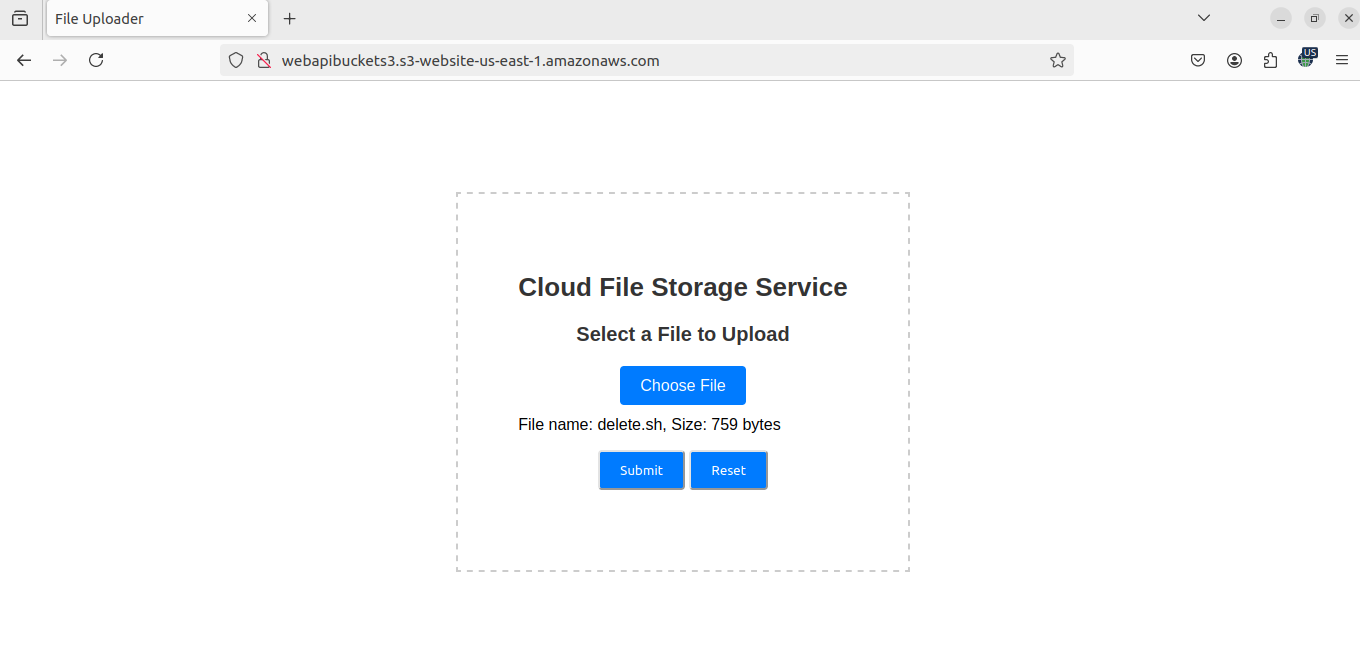 File Uploader
webapibuckets3.s3-website-us-east-1.amazonaws.com
US
Cloud File Storage Service
Select a File to Upload
Choose File
File name: delete.sh, Size: 759 bytes
Submit Reset